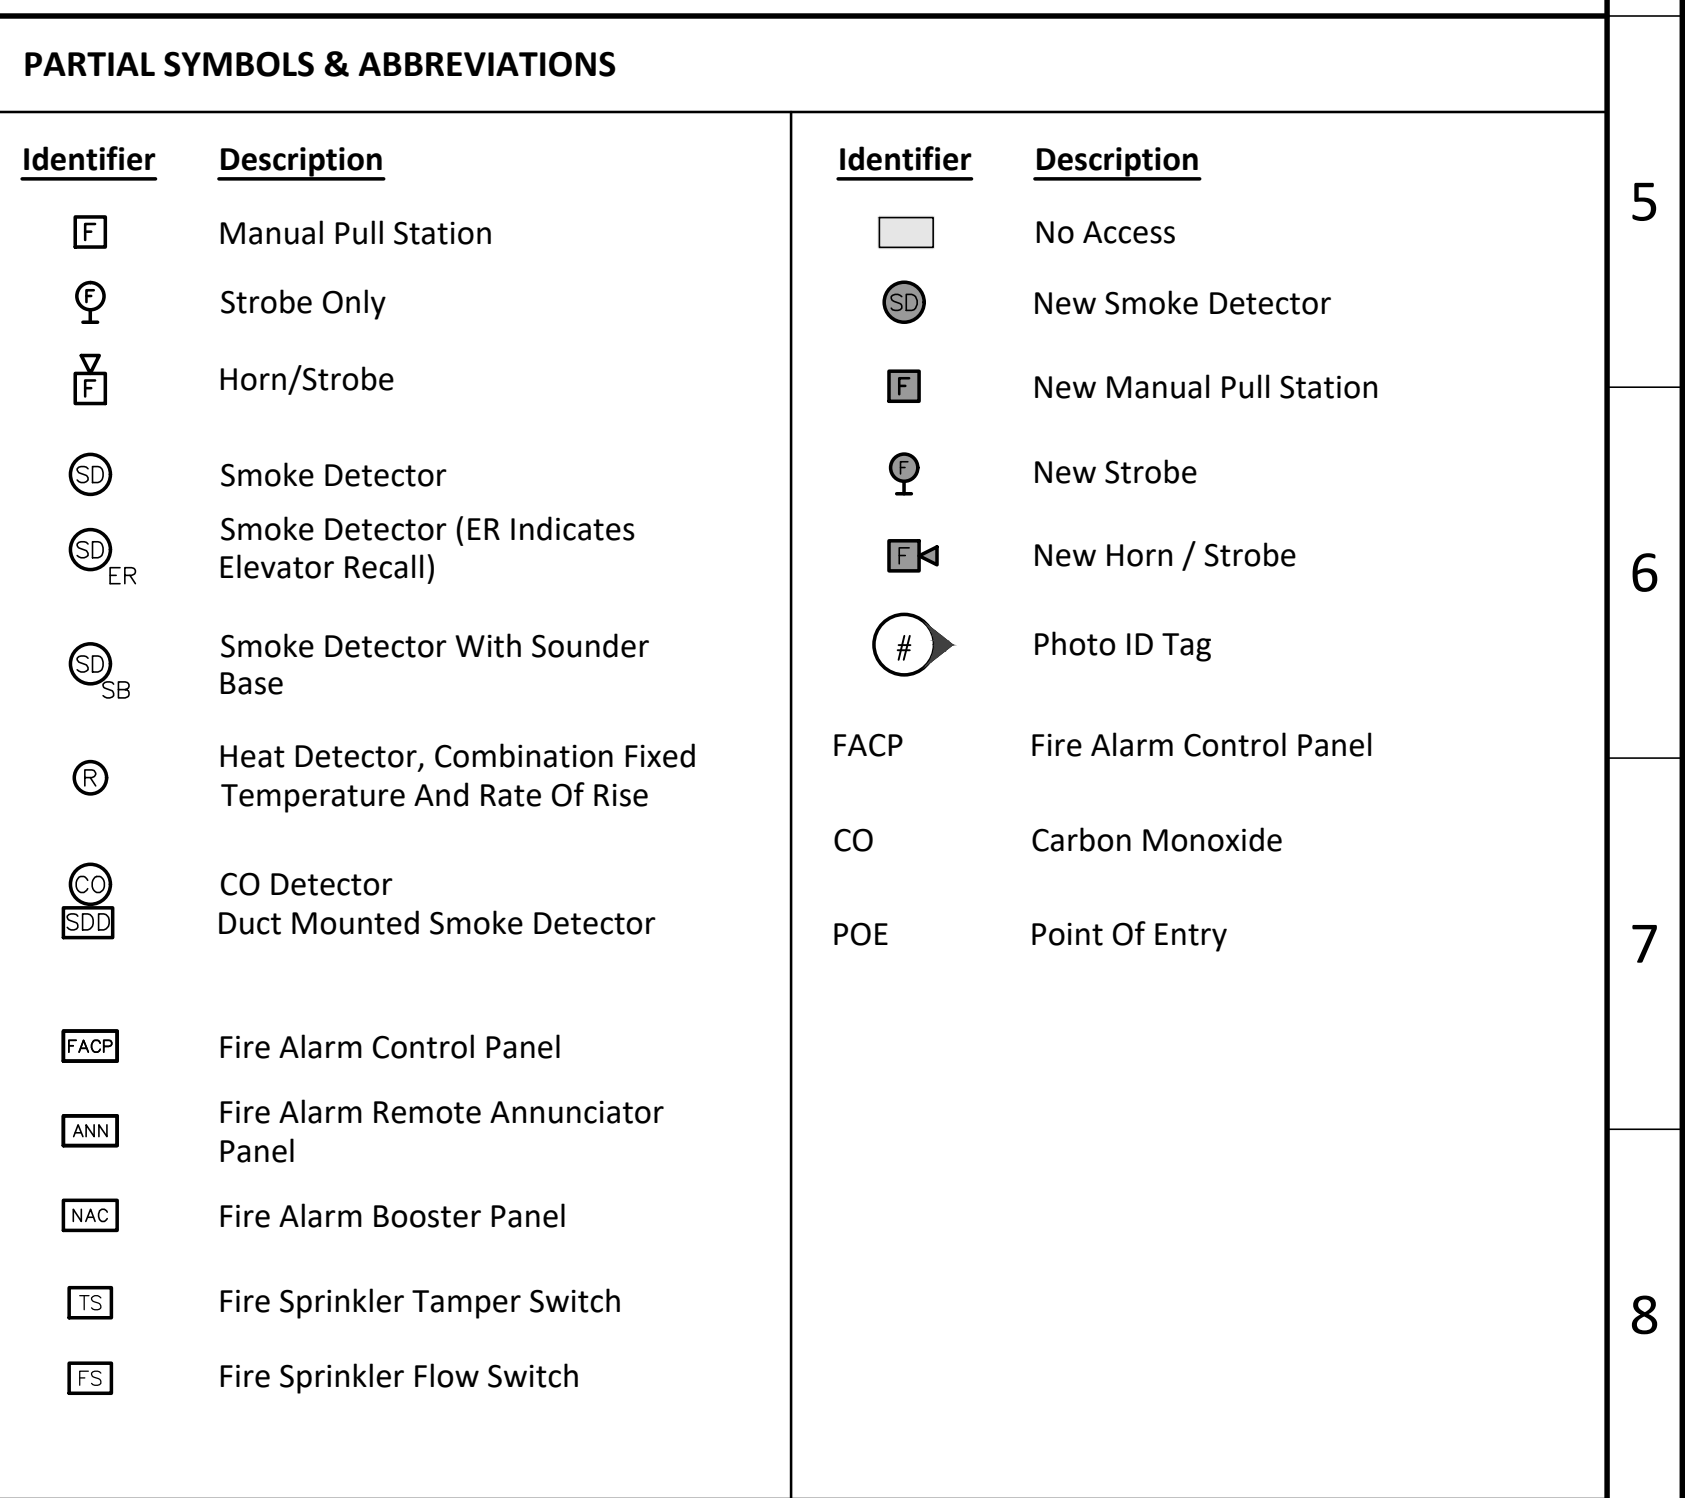 PARTIAL SYMBOLS & ABBREVIATIONS
Identifier Description
F Manual Pull Station
F Strobe Only
F Horn/Strobe
SD Smoke Detector
SD ER Smoke Detector (ER Indicates
Elevator Recall)
SD SB Smoke Detector With Sounder
Base
R Heat Detector, Combination Fixed
Temperature And Rate Of Rise
CO CO Detector
SDD Duct Mounted Smoke Detector
FACP Fire Alarm Control Panel
ANN Fire Alarm Remote Annunciator
Panel
NAC Fire Alarm Booster Panel
TS Fire Sprinkler Tamper Switch
FS Fire Sprinkler Flow Switch
Identifier Description
No Access
SD New Smoke Detector
F New Manual Pull Station
F New Strobe
F New Horn / Strobe
# Photo ID Tag
FACP Fire Alarm Control Panel
CO Carbon Monoxide
POE Point Of Entry
5
6
7
8